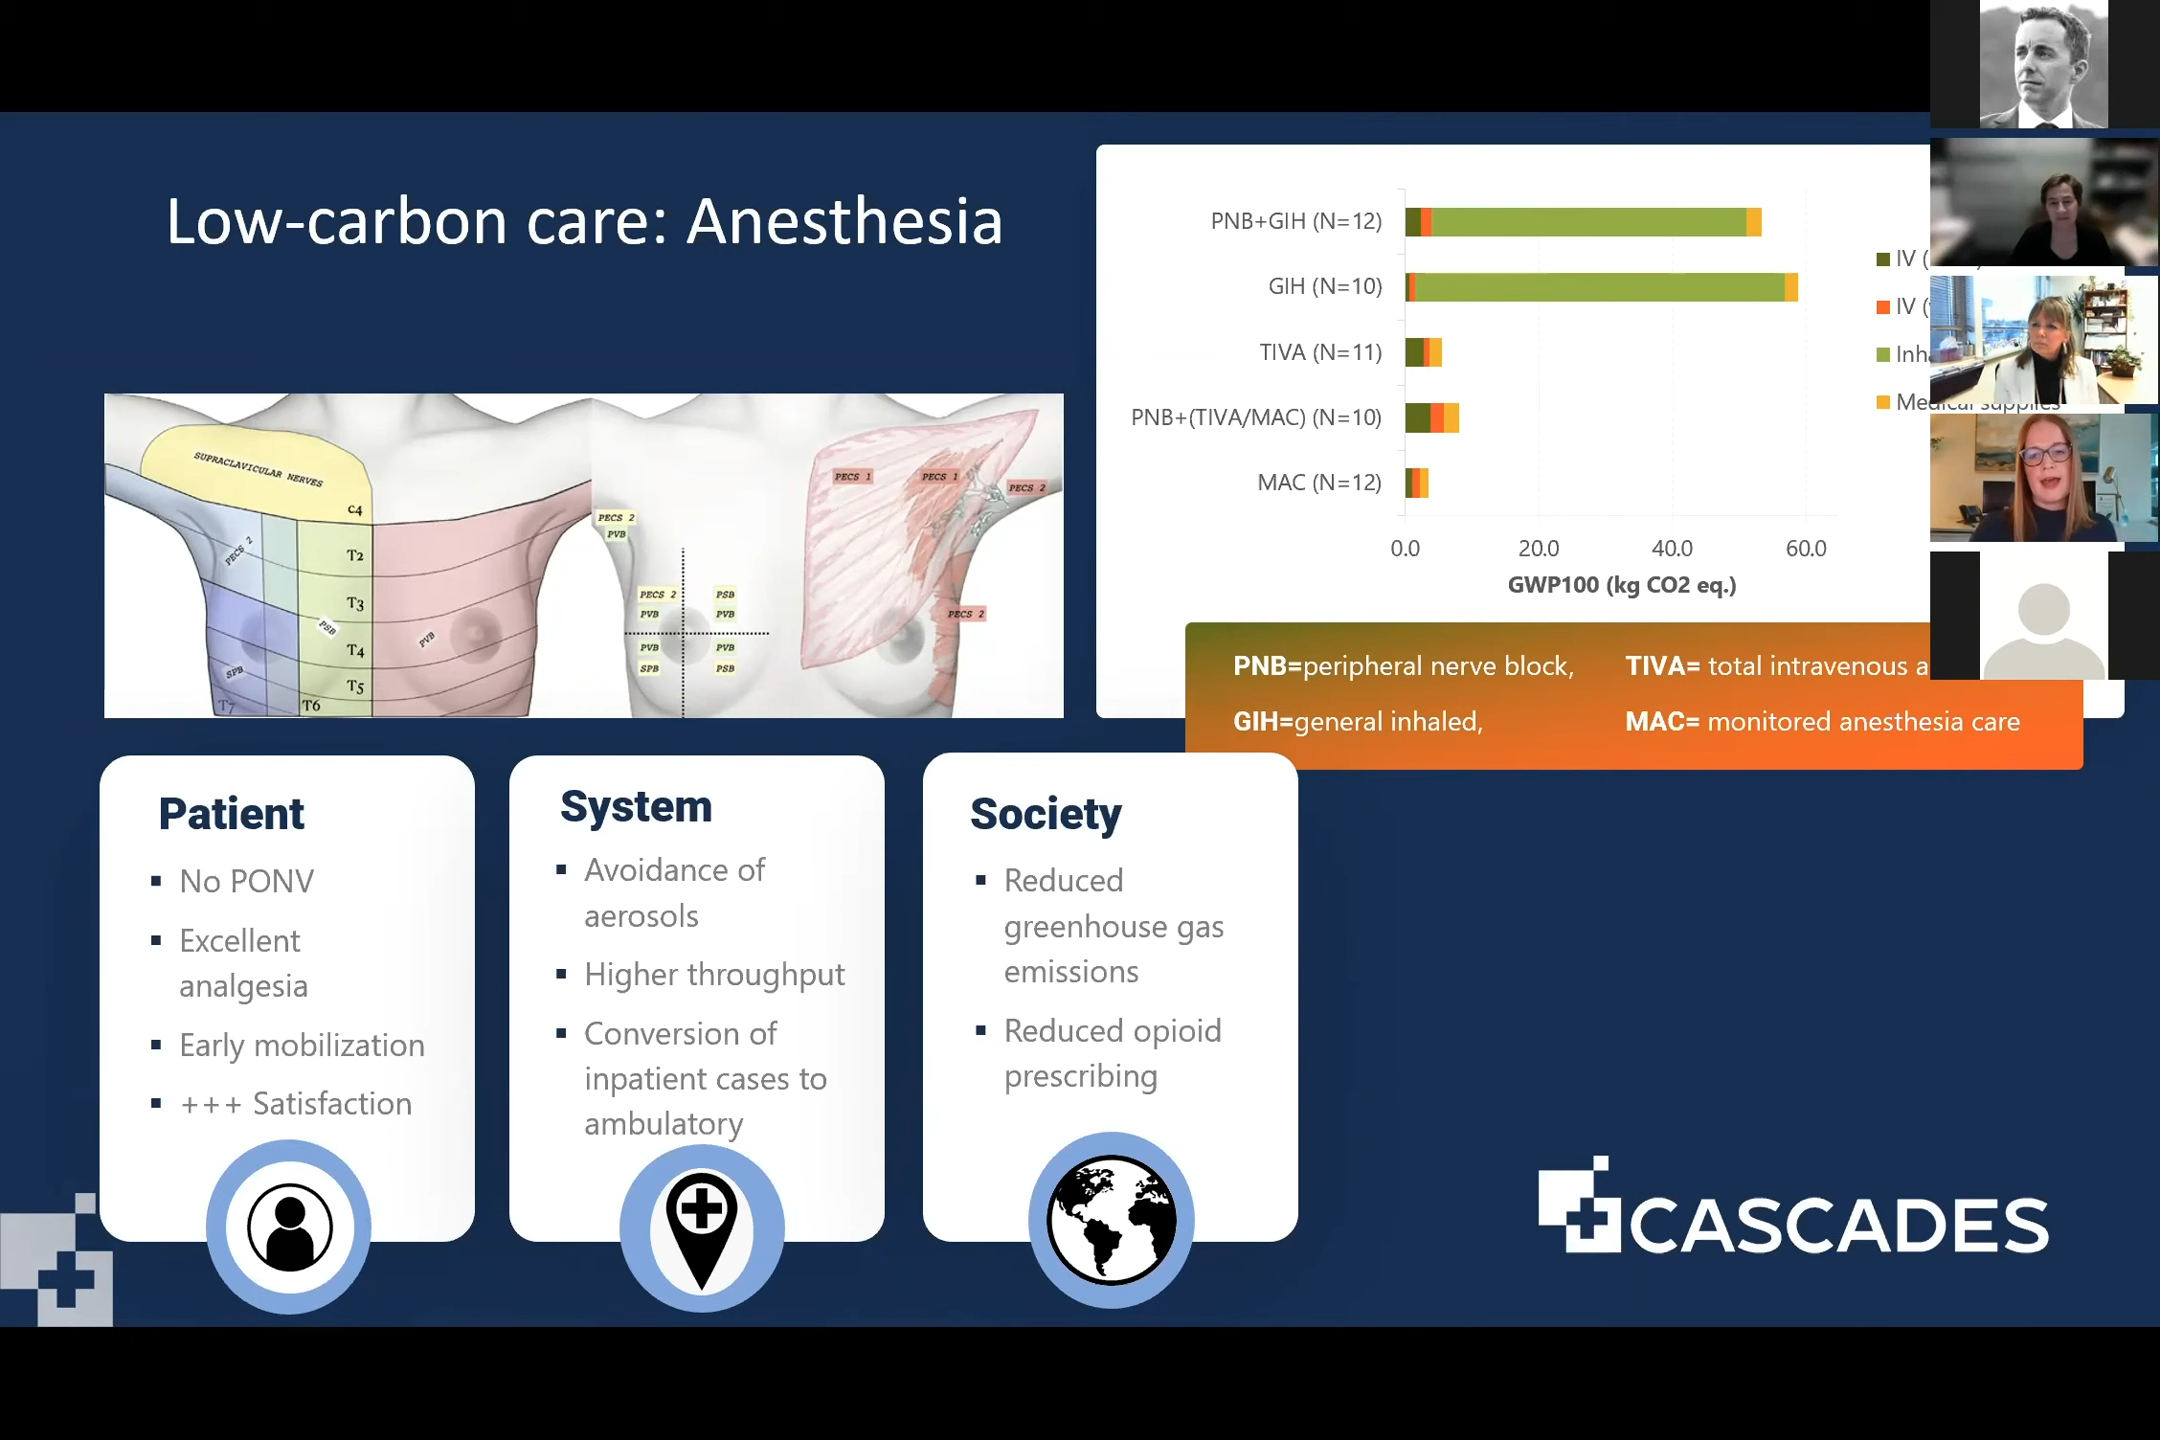 Low-carbon care: Anesthesia
PNB+GIH (N=12)
GIH (N=10)
TIVA (N=11)
PNB+(TIVA/MAC) (N=10)
MAC (N=12)
0.0 20.0 40.0 60.0
GWP100 (kg CO2 eq.)
IV (
IV (
Medical supplies
PNB=peripheral nerve block, TIVA= total intravenous a
GIH=general inhaled, MAC= monitored anesthesia care
SUPRACLAVICULAR NERVES
C4
PECS 2
T2
T3
PSB
PVB
T4
SPB
T5
T7
T6
PECS 2
PVB
PECS 2 PSB
PVB PVB
PVB PVB
SPB PSB
PECS 1
PECS 1
PECS 2
PECS 2
Patient
▪ No PONV
▪ Excellent
analgesia
▪ Early mobilization
▪ +++ Satisfaction
System
▪ Avoidance of
aerosols
▪ Higher throughput
▪ Conversion of
inpatient cases to
ambulatory
Society
▪ Reduced
greenhouse gas
emissions
▪ Reduced opioid
prescribing
CASCADES